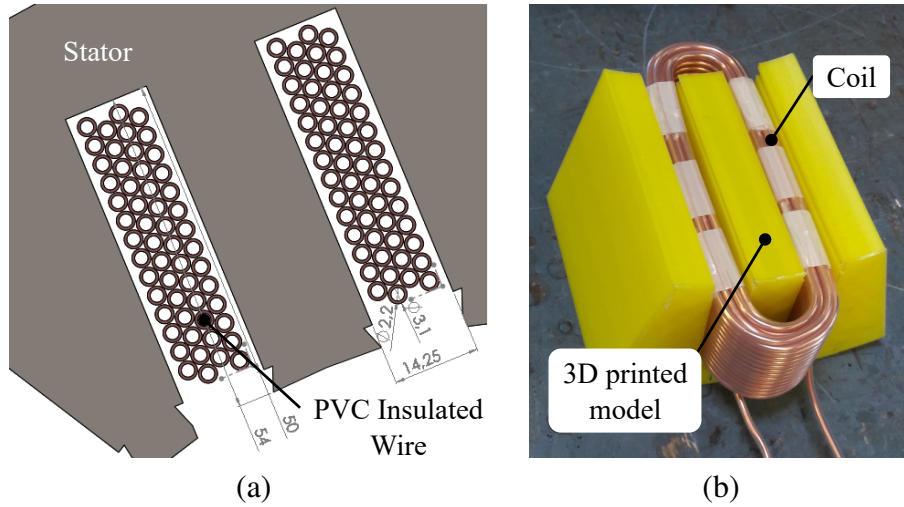 Stator
Ø2,2
Ø3,1
14,25
50
54
PVC Insulated
Wire
(a)
Coil
3D printed
model
(b)